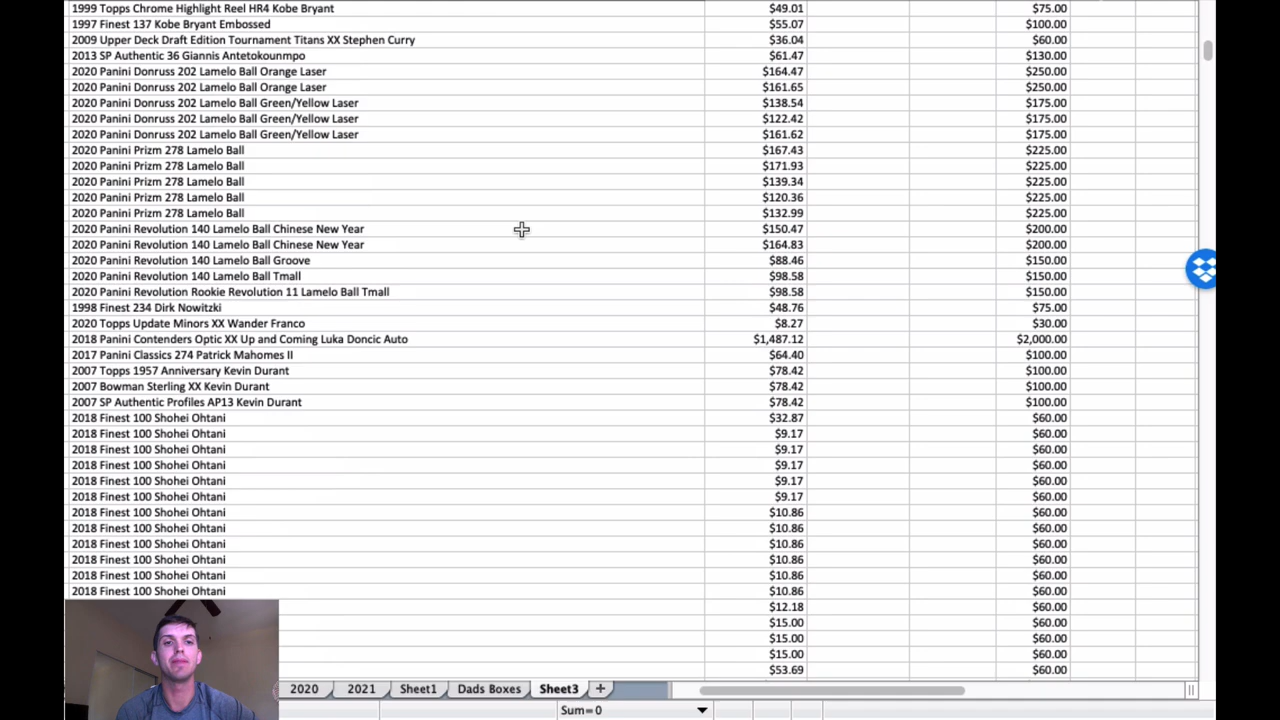 1999 Topps Chrome Highlight Reel HR4 Kobe Bryant $49.01 $75.00
1997 Finest 137 Kobe Bryant Embossed $55.07 $100.00
2009 Upper Deck Draft Edition Tournament Titans XX Stephen Curry $36.04 $60.00
2013 SP Authentic 36 Giannis Antetokounmpo $61.47 $130.00
2020 Panini Donruss 202 Lamelo Ball Orange Laser $164.47 $250.00
2020 Panini Donruss 202 Lamelo Ball Orange Laser $161.65 $250.00
2020 Panini Donruss 202 Lamelo Ball Green/Yellow Laser $138.54 $175.00
2020 Panini Donruss 202 Lamelo Ball Green/Yellow Laser $122.42 $175.00
2020 Panini Donruss 202 Lamelo Ball Green/Yellow Laser $161.62 $175.00
2020 Panini Prizm 278 Lamelo Ball $167.43 $225.00
2020 Panini Prizm 278 Lamelo Ball $171.93 $225.00
2020 Panini Prizm 278 Lamelo Ball $139.34 $225.00
2020 Panini Prizm 278 Lamelo Ball $120.36 $225.00
2020 Panini Prizm 278 Lamelo Ball $132.99 $225.00
2020 Panini Revolution 140 Lamelo Ball Chinese New Year $150.47 $200.00
2020 Panini Revolution 140 Lamelo Ball Chinese New Year $164.83 $200.00
2020 Panini Revolution 140 Lamelo Ball Groove $88.46 $150.00
2020 Panini Revolution 140 Lamelo Ball Tmall $98.58 $150.00
2020 Panini Revolution Rookie Revolution 11 Lamelo Ball Tmall $98.58 $150.00
1998 Finest 234 Dirk Nowitzki $48.76 $75.00
2020 Topps Update Minors XX Wander Franco $8.27 $30.00
2018 Panini Contenders Optic XX Up and Coming Luka Doncic Auto $1,487.12 $2,000.00
2017 Panini Classics 274 Patrick Mahomes II $64.40 $100.00
2007 Topps 1957 Anniversary Kevin Durant $78.42 $100.00
2007 Bowman Sterling XX Kevin Durant $78.42 $100.00
2007 SP Authentic Profiles AP13 Kevin Durant $78.42 $100.00
2018 Finest 100 Shohei Ohtani $32.87 $60.00
2018 Finest 100 Shohei Ohtani $9.17 $60.00
2018 Finest 100 Shohei Ohtani $9.17 $60.00
2018 Finest 100 Shohei Ohtani $9.17 $60.00
2018 Finest 100 Shohei Ohtani $9.17 $60.00
2018 Finest 100 Shohei Ohtani $9.17 $60.00
2018 Finest 100 Shohei Ohtani $10.86 $60.00
2018 Finest 100 Shohei Ohtani $10.86 $60.00
2018 Finest 100 Shohei Ohtani $10.86 $60.00
2018 Finest 100 Shohei Ohtani $10.86 $60.00
2018 Finest 100 Shohei Ohtani $10.86 $60.00
2018 Finest 100 Shohei Ohtani $10.86 $60.00
$12.18 $60.00
$15.00 $60.00
$15.00 $60.00
$15.00 $60.00
$53.69 $60.00
2020 2021 Sheet1 Dads Boxes Sheet3 +
Sum=0